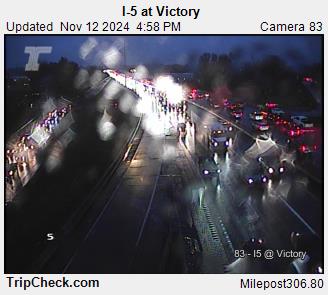 I-5 at Victory
Updated Nov 12 2024 4:58 PM Camera 83
T
S
83 - I5 @ Victory
TripCheck.com Milepost306.80